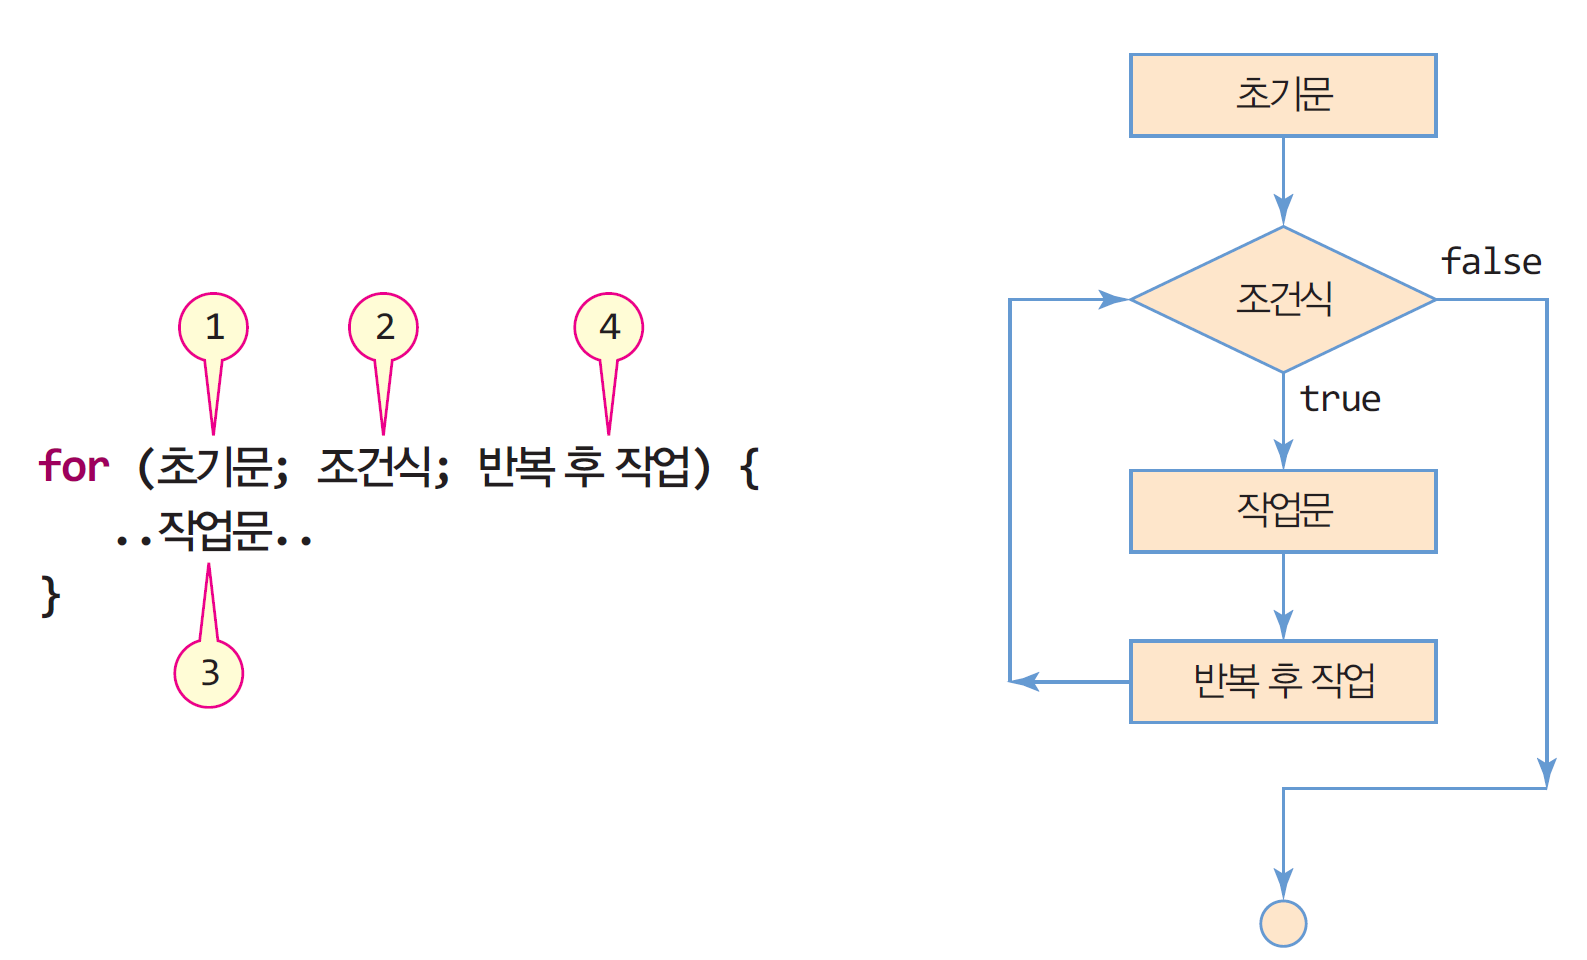 1
2
4
for (초기문; 조건식; 반복 후 작업) {
..작업문..
}
3
초기문
조건식
false
true
작업문
반복 후 작업